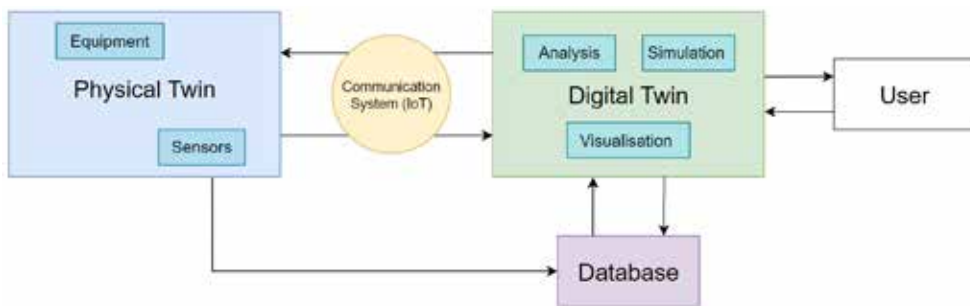 Equipment
Physical Twin
Sensors
Communication
System (IoT)
Analysis
Simulation
Digital Twin
Visualisation
User
Database